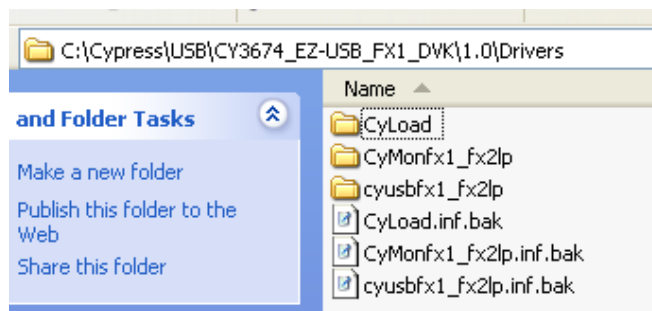 C:\Cypress\USB\CY3674_EZ-USB_FX1_DVK\1.0\Drivers
Name
and Folder Tasks
Make a new folder
Publish this folder to the
Web
Share this folder
CyLoad
CyMonfx1_fx2lp
cyusbfx1_fx2lp
CyLoad.inf.bak
CyMonfx1_fx2lp.inf.bak
cyusbfx1_fx2lp.inf.bak